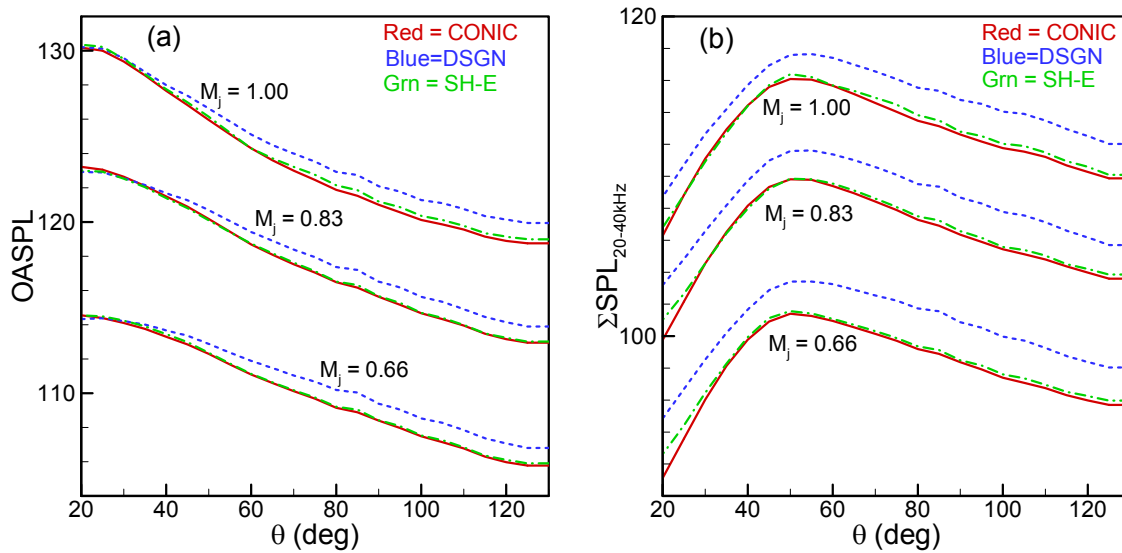 (a)
Red = CONIC
Blue=DSGN
Grn = SH-E
M_j = 1.00
M_j = 0.83
M_j = 0.66
OASPL
130
120
110
20 40 60 80 100 120
θ (deg)
(b)
Red = CONIC
Blue=DSGN
Grn = SH-E
M_j = 1.00
M_j = 0.83
M_j = 0.66
ΣSPL_20-40kHz
120
100
20 40 60 80 100 120
θ (deg)